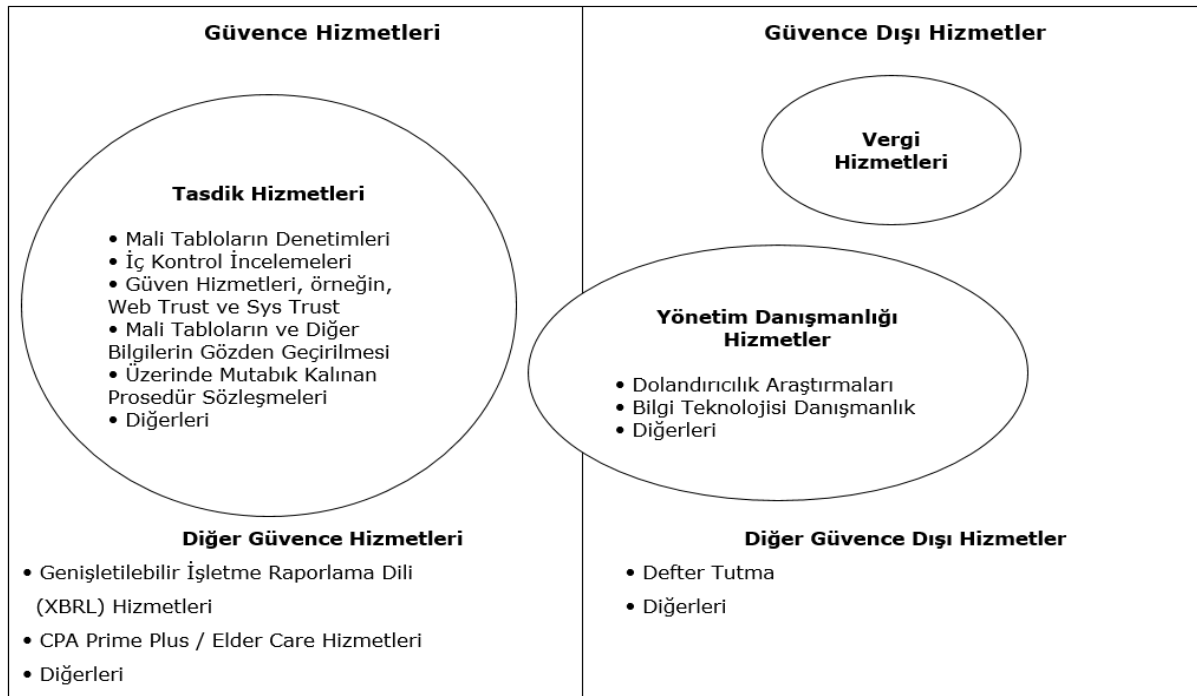 Güvence Hizmetleri
Tasdik Hizmetleri
• Mali Tabloların Denetimleri
• İç Kontrol İncelemeleri
• Güven Hizmetleri, örneğin,
Web Trust ve Sys Trust
• Mali Tabloların ve Diğer
Bilgilerin Gözden Geçirilmesi
• Üzerinde Mutabık Kalınan
Prosedür Sözleşmeleri
• Diğerleri
Diğer Güvence Hizmetleri
• Genişletilebilir İşletme Raporlama Dili
(XBRL) Hizmetleri
• CPA Prime Plus / Elder Care Hizmetleri
• Diğerleri
Güvence Dışı Hizmetler
Vergi
Hizmetleri
Yönetim Danışmanlığı
Hizmetler
• Dolandırıcılık Araştırmaları
• Bilgi Teknolojisi Danışmanlık
• Diğerleri
Diğer Güvence Dışı Hizmetler
• Defter Tutma
• Diğerleri